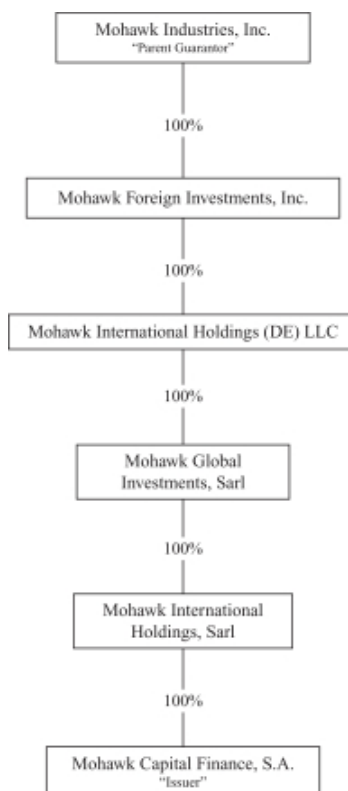 Mohawk Industries, Inc.
“Parent Guarantor”
100%
Mohawk Foreign Investments, Inc.
100%
Mohawk International Holdings (DE) LLC
100%
Mohawk Global
Investments, Sarl
100%
Mohawk International
Holdings, Sarl
100%
Mohawk Capital Finance, S.A.
“Issuer”